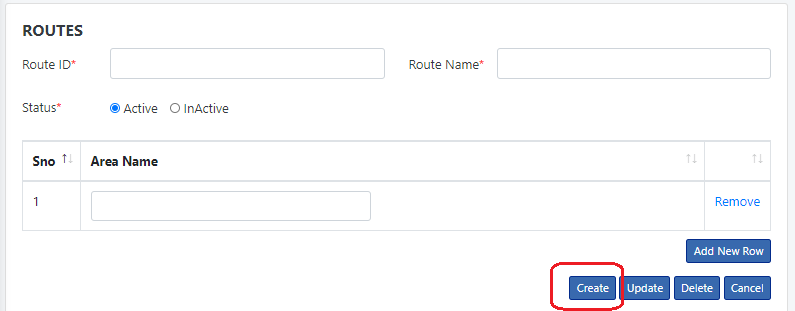 ROUTES
Route ID* Route Name*
Status* Active InActive
Sno Area Name
1 Remove
Add New Row
Create Update Delete Cancel